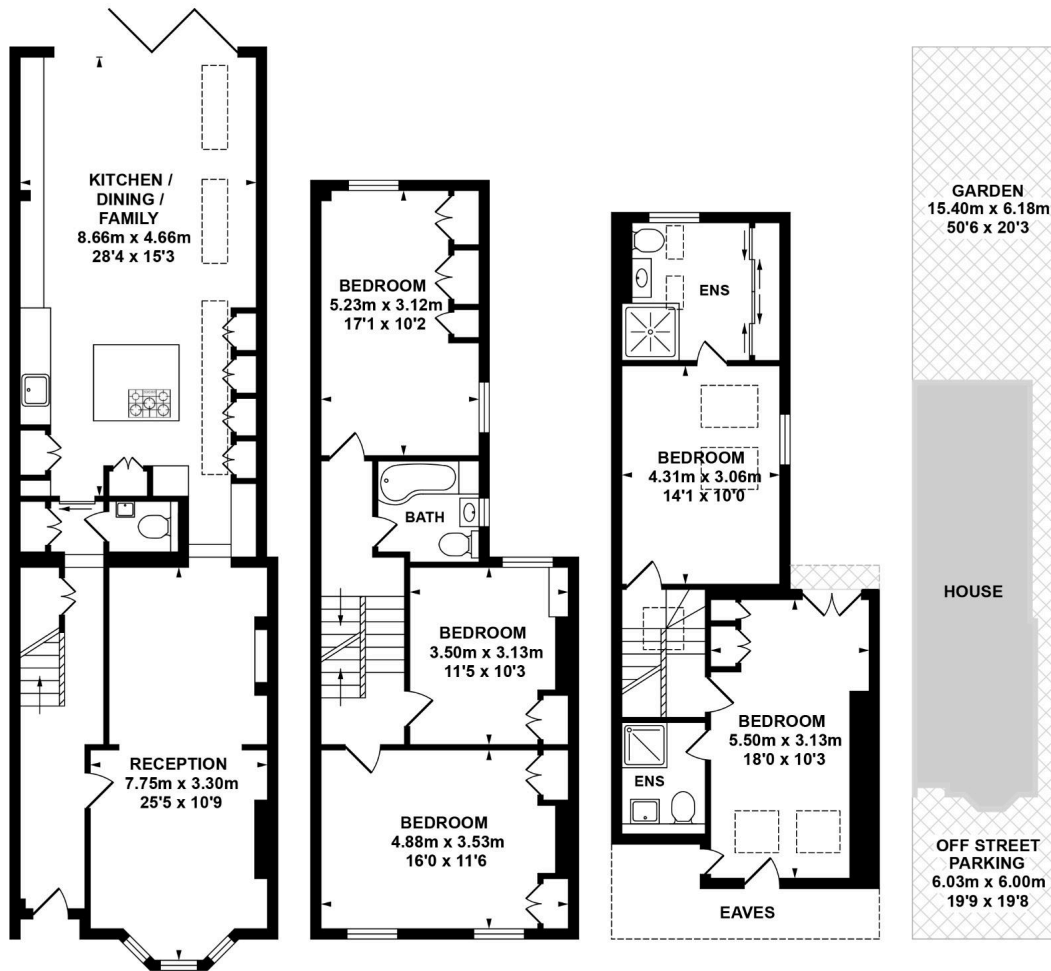 KITCHEN /
DINING /
FAMILY
8.66m x 4.66m
28'4 x 15'3
RECEPTION
7.75m x 3.30m
25'5 x 10'9
BEDROOM
5.23m x 3.12m
17'1 x 10'2
BATH
BEDROOM
3.50m x 3.13m
11'5 x 10'3
BEDROOM
4.88m x 3.53m
16'0 x 11'6
ENS
BEDROOM
4.31m x 3.06m
14'1 x 10'0
BEDROOM
5.50m x 3.13m
18'0 x 10'3
ENS
EAVES
GARDEN
15.40m x 6.18m
50'6 x 20'3
HOUSE
OFF STREET
PARKING
6.03m x 6.00m
19'9 x 19'8